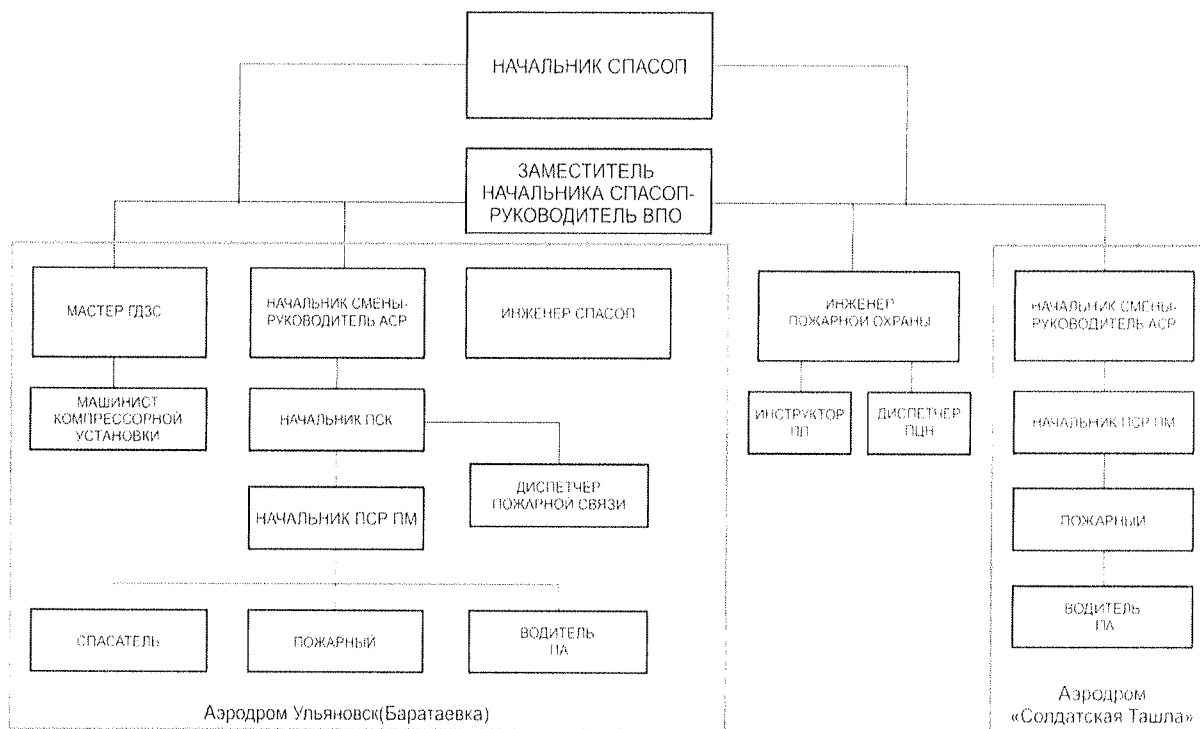 НАЧАЛЬНИК СПАСОП
ЗАМЕСТИТЕЛЬ
НАЧАЛЬНИКА СПАСОП-
РУКОВОДИТЕЛЬ ВПО
МАСТЕР ГДЗС
НАЧАЛЬНИК СМЕНЫ-
РУКОВОДИТЕЛЬ АСР
ИНЖЕНЕР СПАСОП
ИНЖЕНЕР
ПОЖАРНОЙ ОХРАНЫ
НАЧАЛЬНИК СМЕНЫ-
РУКОВОДИТЕЛЬ АСР
МАШИНИСТ
КОМПРЕССОРНОЙ
УСТАНОВКИ
НАЧАЛЬНИК ПСК
ИНСТРУКТОР
ПП
ДИСПЕТЧЕР
ПЦН
НАЧАЛЬНИК ПСР ПМ
ДИСПЕТЧЕР
ПОЖАРНОЙ СВЯЗИ
НАЧАЛЬНИК ПСР ПМ
ПОЖАРНЫЙ
СПАСАТЕЛЬ
ПОЖАРНЫЙ
ВОДИТЕЛЬ
ПА
ВОДИТЕЛЬ
ПА
Аэродром Ульяновск(Баратаевка)
Аэродром
«Солдатская Ташла»